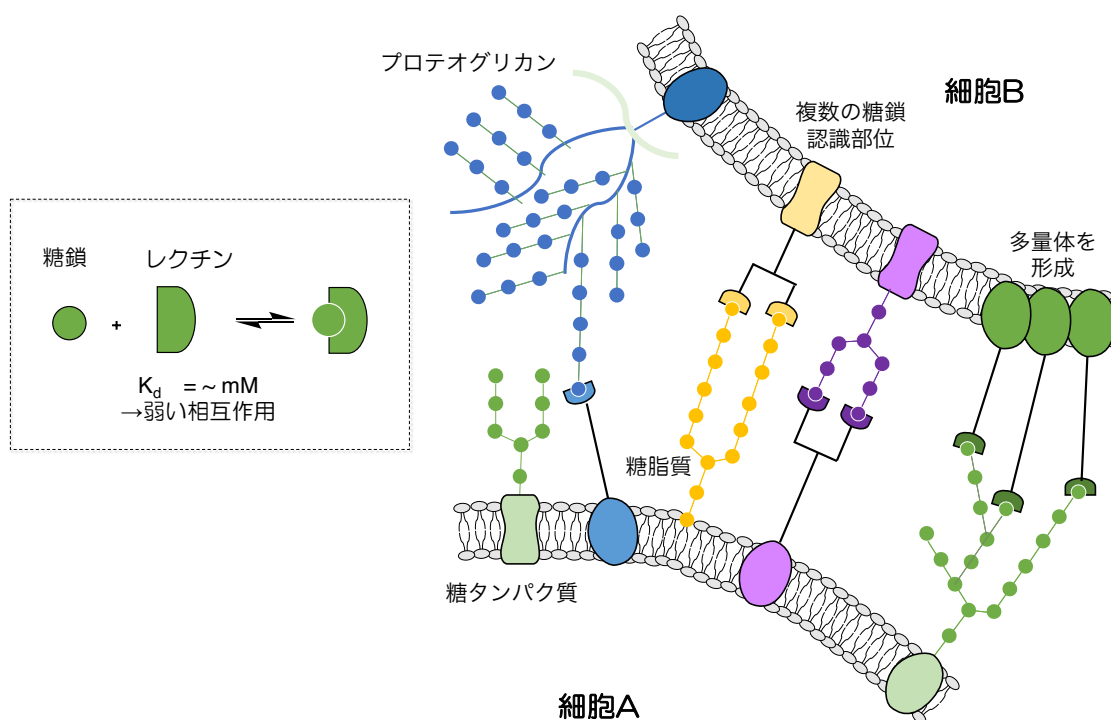 プロテオグリカン
細胞B
複数の糖鎖
認識部位
多量体を
形成
糖鎖
レクチン
+
K_d = ~ mM
→弱い相互作用
糖脂質
糖タンパク質
細胞A